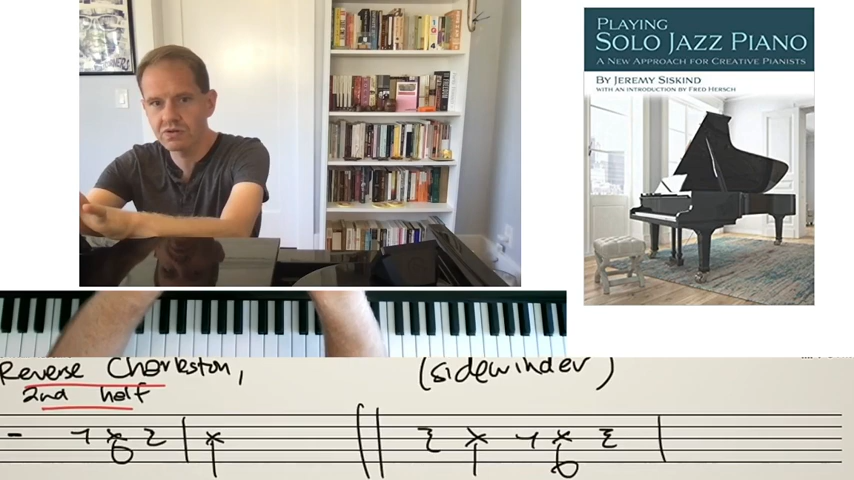 PLAYING
SOLO JAZZ PIANO
A NEW APPROACH FOR CREATIVE PIANISTS
BY JEREMY SISKIND
WITH AN INTRODUCTION BY FRED HERSCH
Reverse Charleston,
2nd half
(sidewinder)